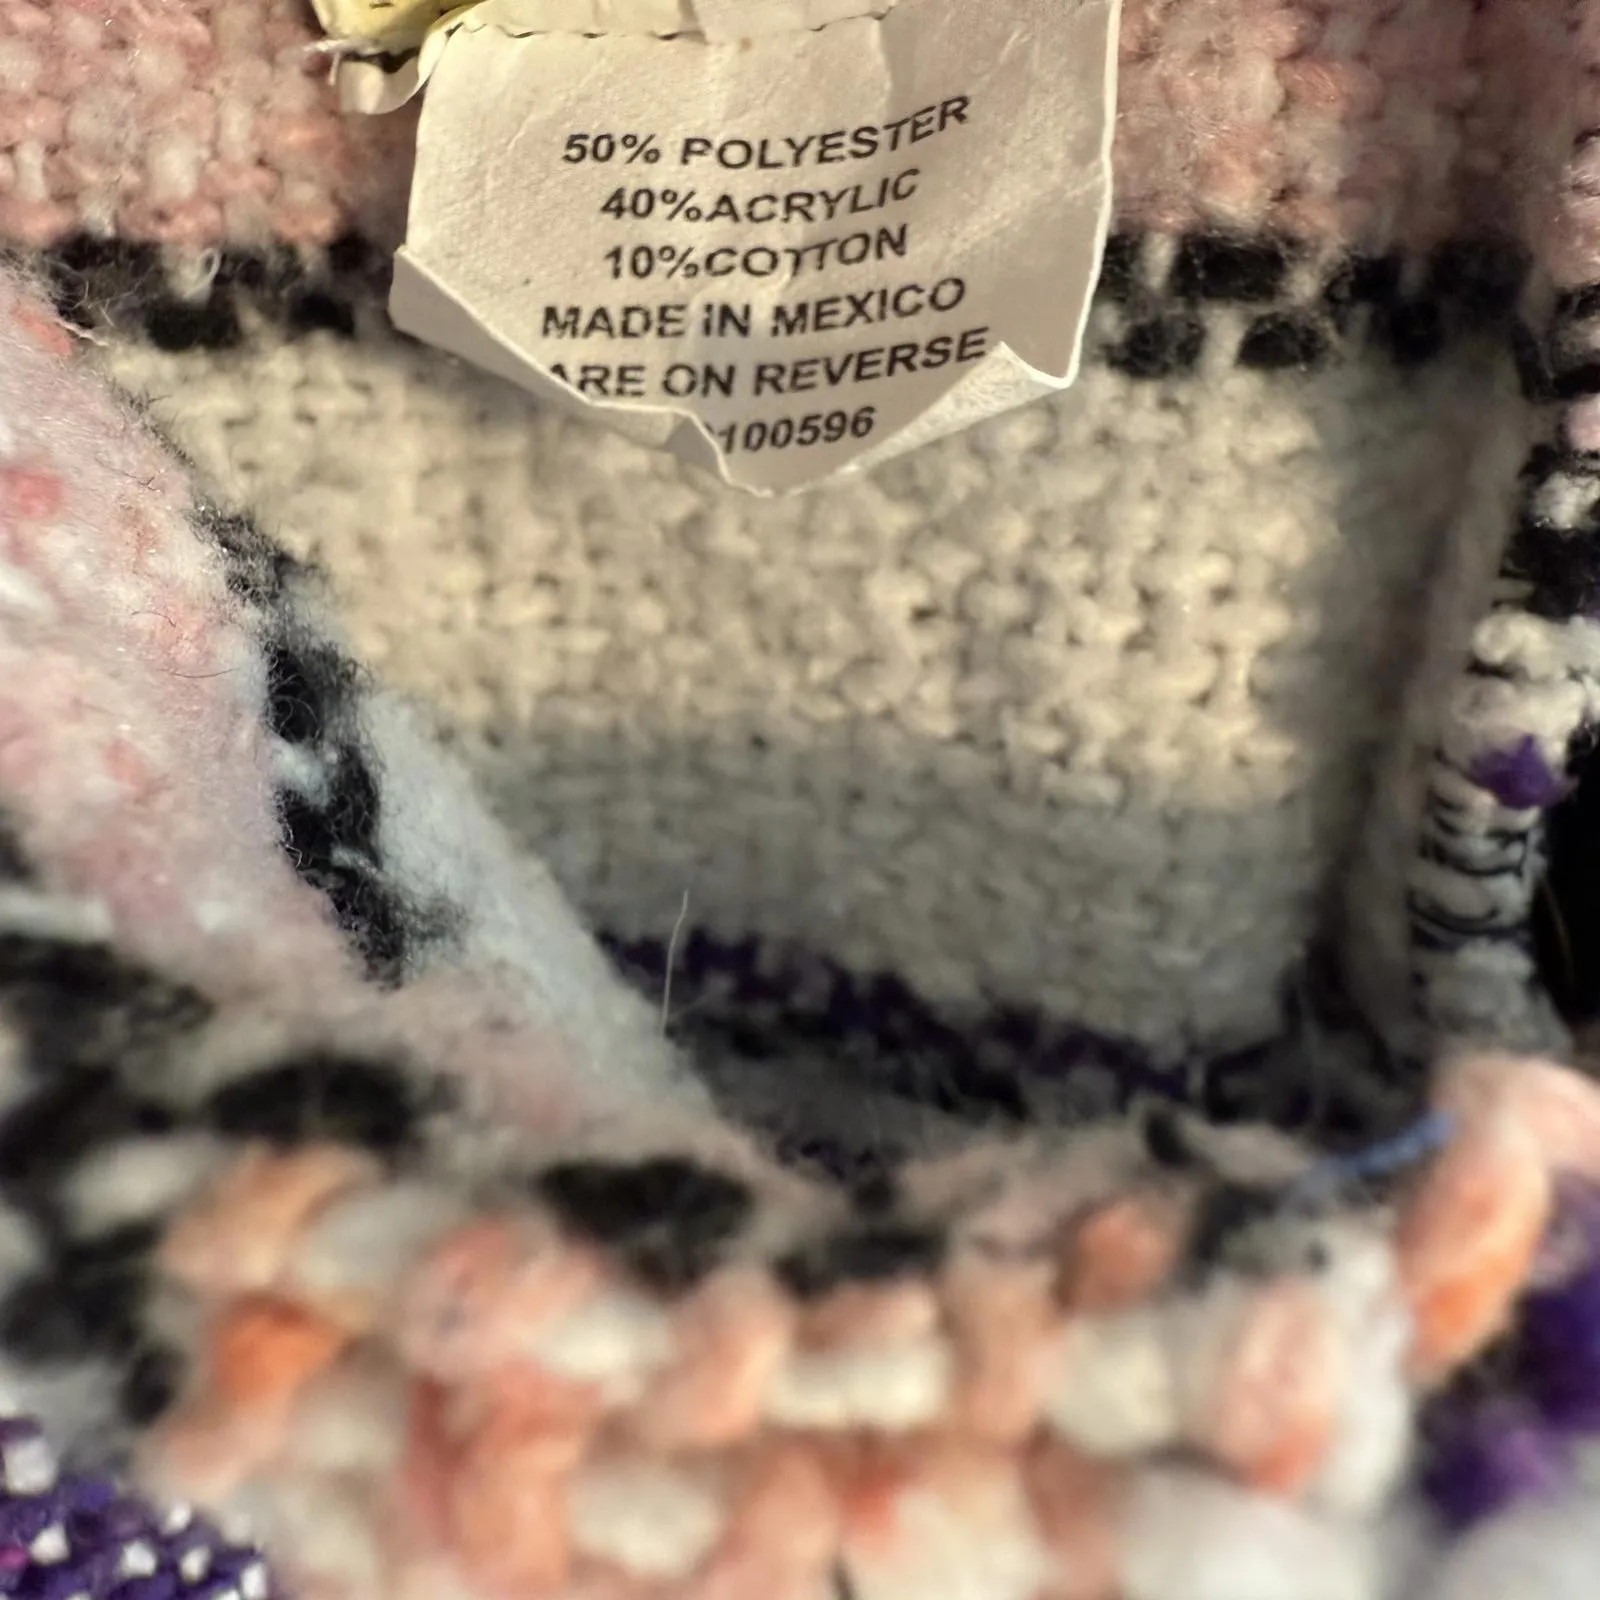 50% POLYESTER
40%ACRYLIC
10%COTTON
MADE IN MEXICO
ARE ON REVERSE
100596